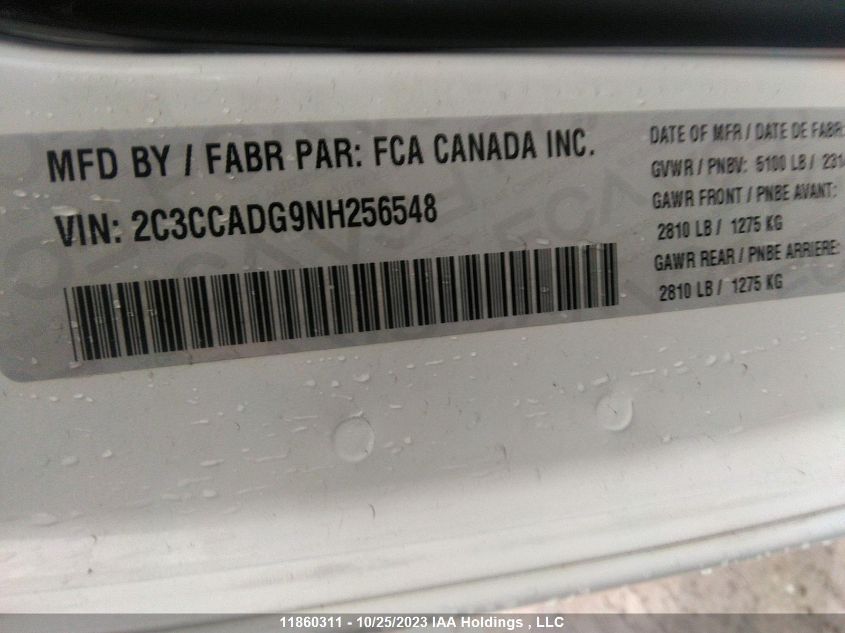 MFD BY / FABR PAR: FCA CANADA INC.
VIN: 2C3CCADG9NH256548
DATE OF MFR / DATE DE FABR:
GVWR / PNBV: 5100 LB / 231
GAWR FRONT / PNBE AVANT:
2810 LB / 1275 KG
GAWR REAR / PNBE ARRIERE:
2810 LB / 1275 KG
11860311 - 10/25/2023 IAA Holdings , LLC